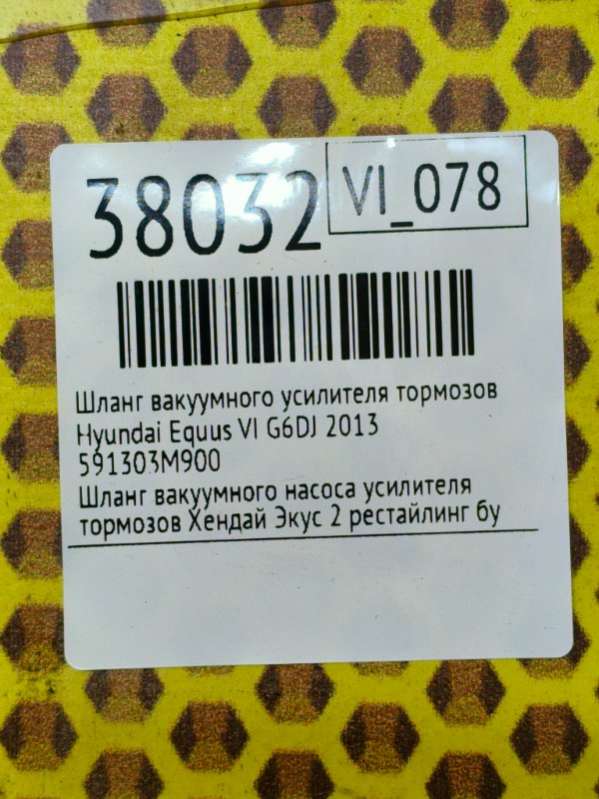 38032
VI_078
Шланг вакуумного усилителя тормозов
Hyundai Equus VI G6DJ 2013
591303M900
Шланг вакуумного насоса усилителя
тормозов Хендай Экус 2 рестайлинг бу